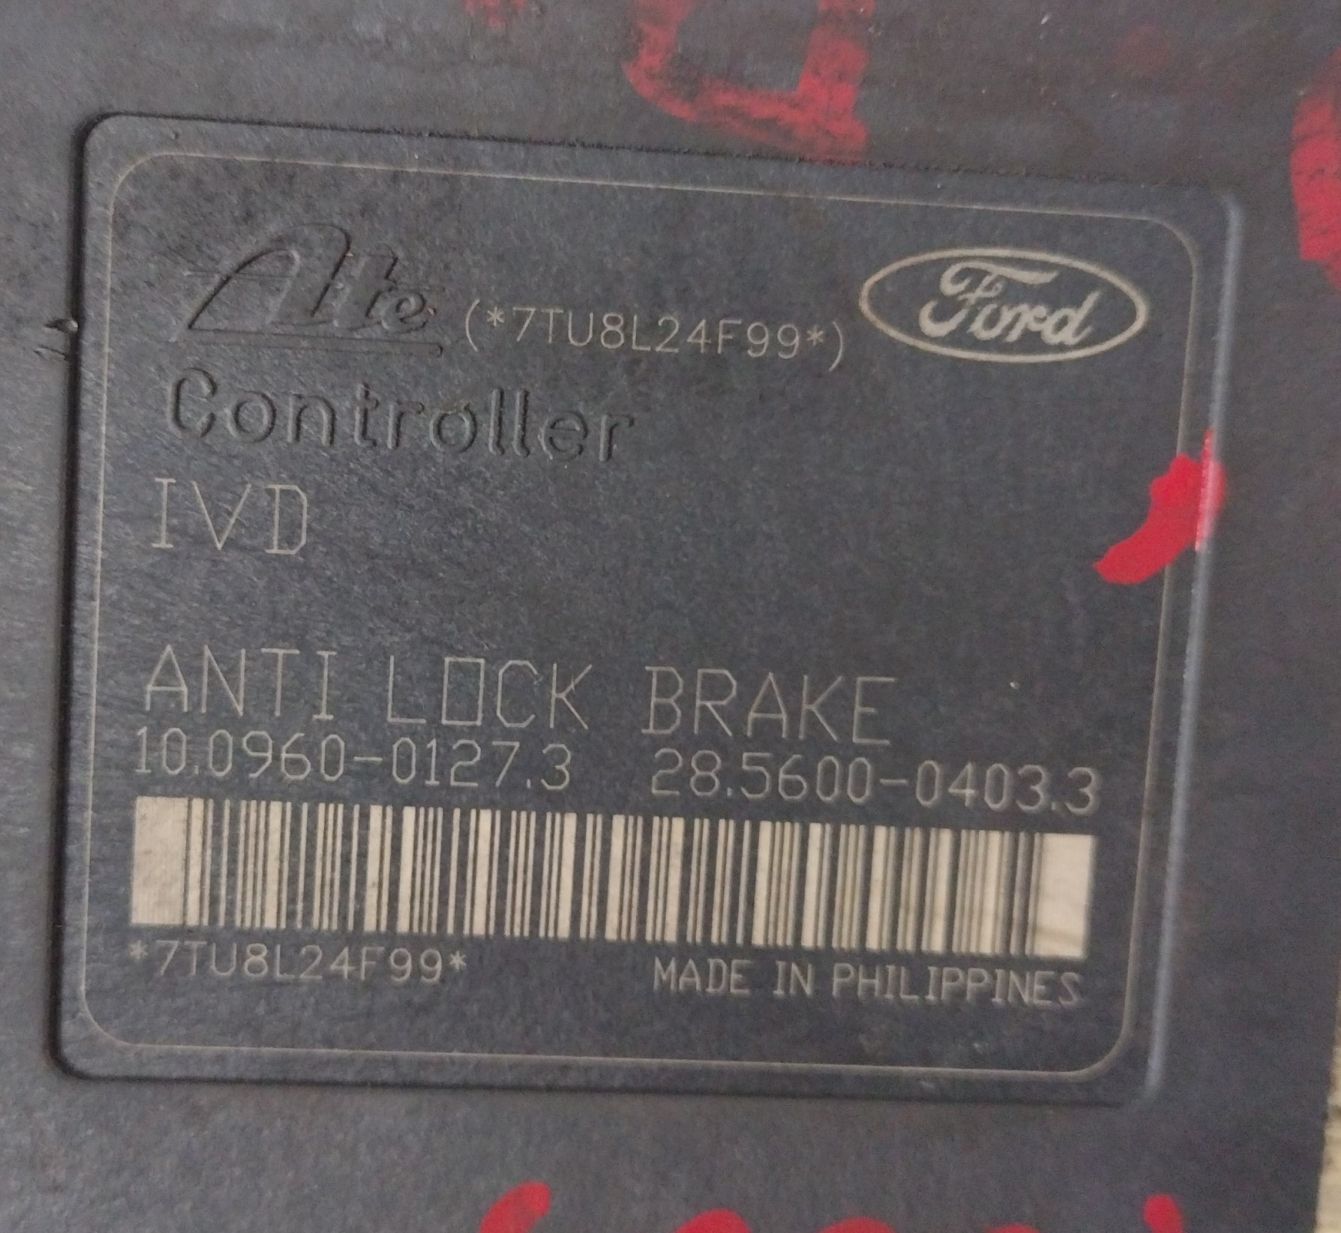 Ate (*7TU8L24F99*) Ford
Controller
IVD
ANTI LOCK BRAKE
10.0960-0127.3 28.5600-0403.3
*7TU8L24F99* MADE IN PHILIPPINES